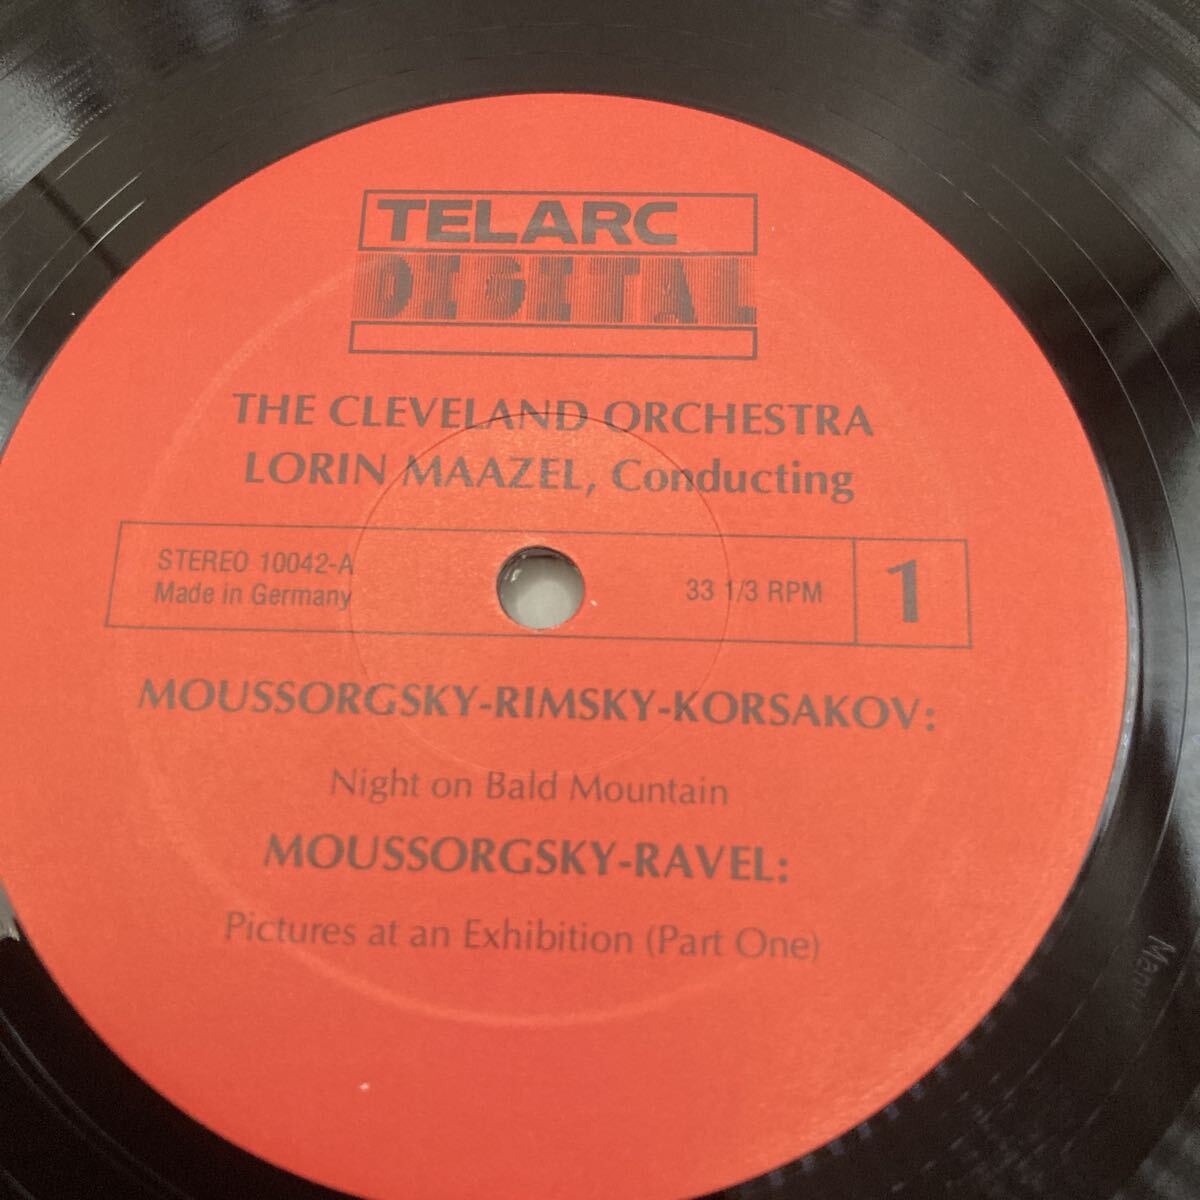 TELARC
DIGITAL
THE CLEVELAND ORCHESTRA
LORIN MAAZEL, Conducting
STEREO 10042-A
Made in Germany
33 1/3 RPM
1
MOUSSORGSKY-RIMSKY-KORSAKOV:
Night on Bald Mountain
MOUSSORGSKY-RAVEL:
Pictures at an Exhibition (Part One)